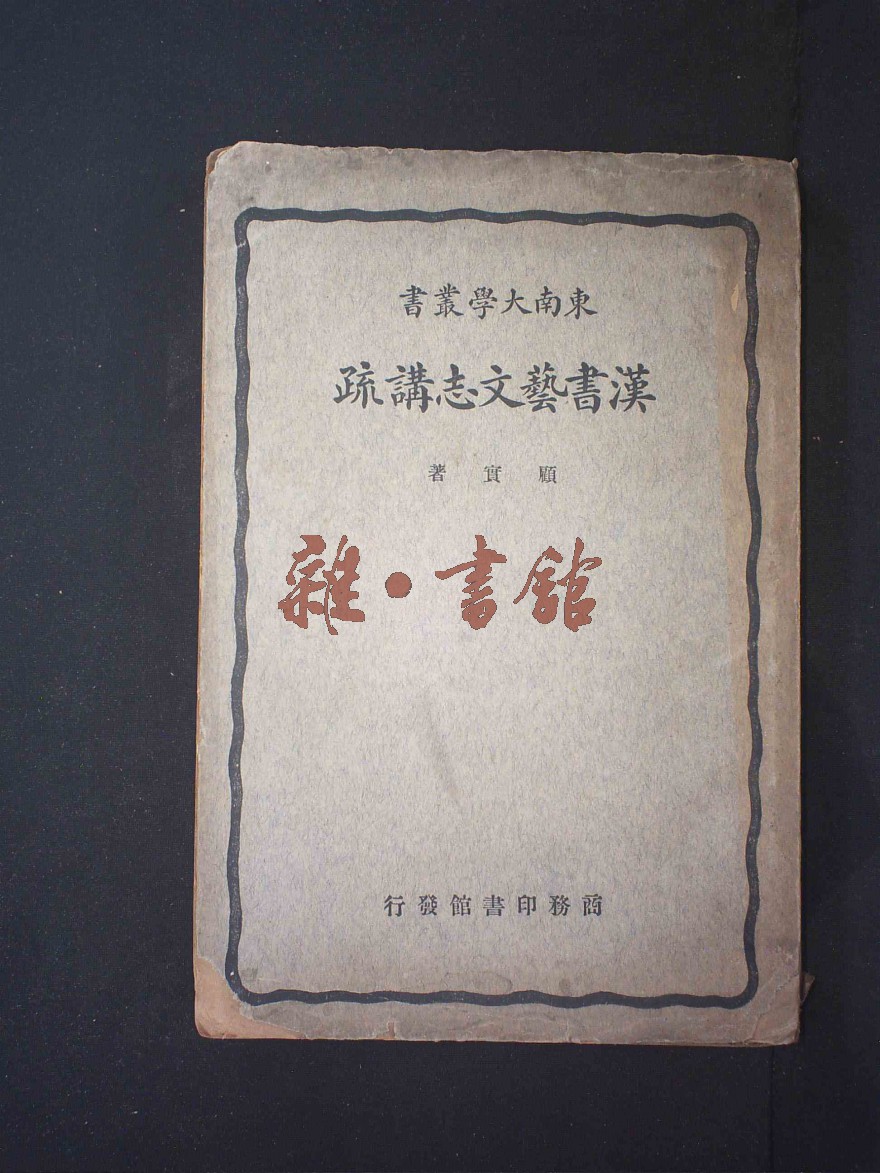 東南大學叢書
漢書藝文志講疏
顧實著
雜·書館
商務印書館發行